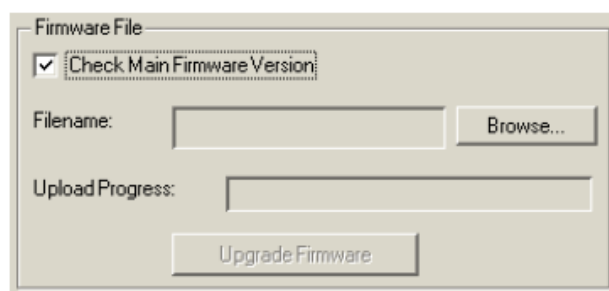 Firmware File
Check Main Firmware Version
Filename:
Browse...
Upload Progress:
Upgrade Firmware